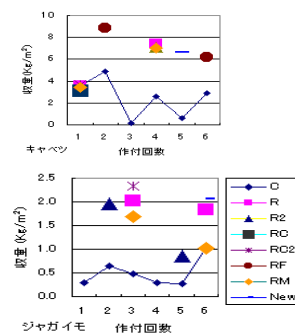 収量(Kg/m²)
10
8
6
4
2
0
1 2 3 4 5 6
キャベツ 作付回数
収量(Kg/m²)
2.5
2.0
1.5
1.0
0.5
0.0
1 2 3 4 5 6
ジャガイモ 作付回数
C
R
R2
RC
RC2
RF
RM
New